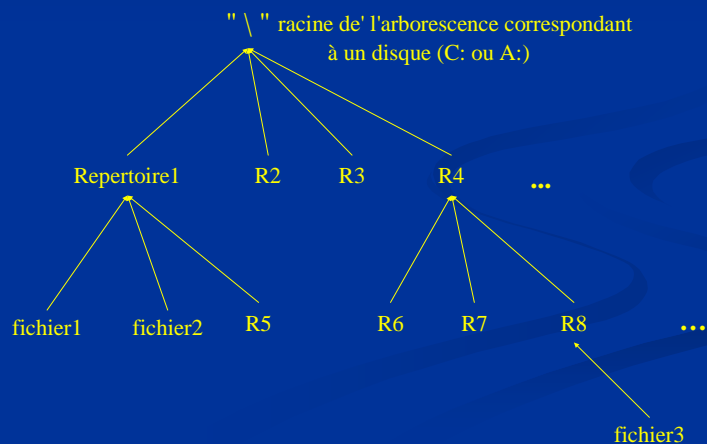 " \ " racine de' l'arborescence correspondant
à un disque (C: ou A:)
Repertoire1 R2 R3 R4 ...
fichier1 fichier2 R5 R6 R7 R8 ...
fichier3